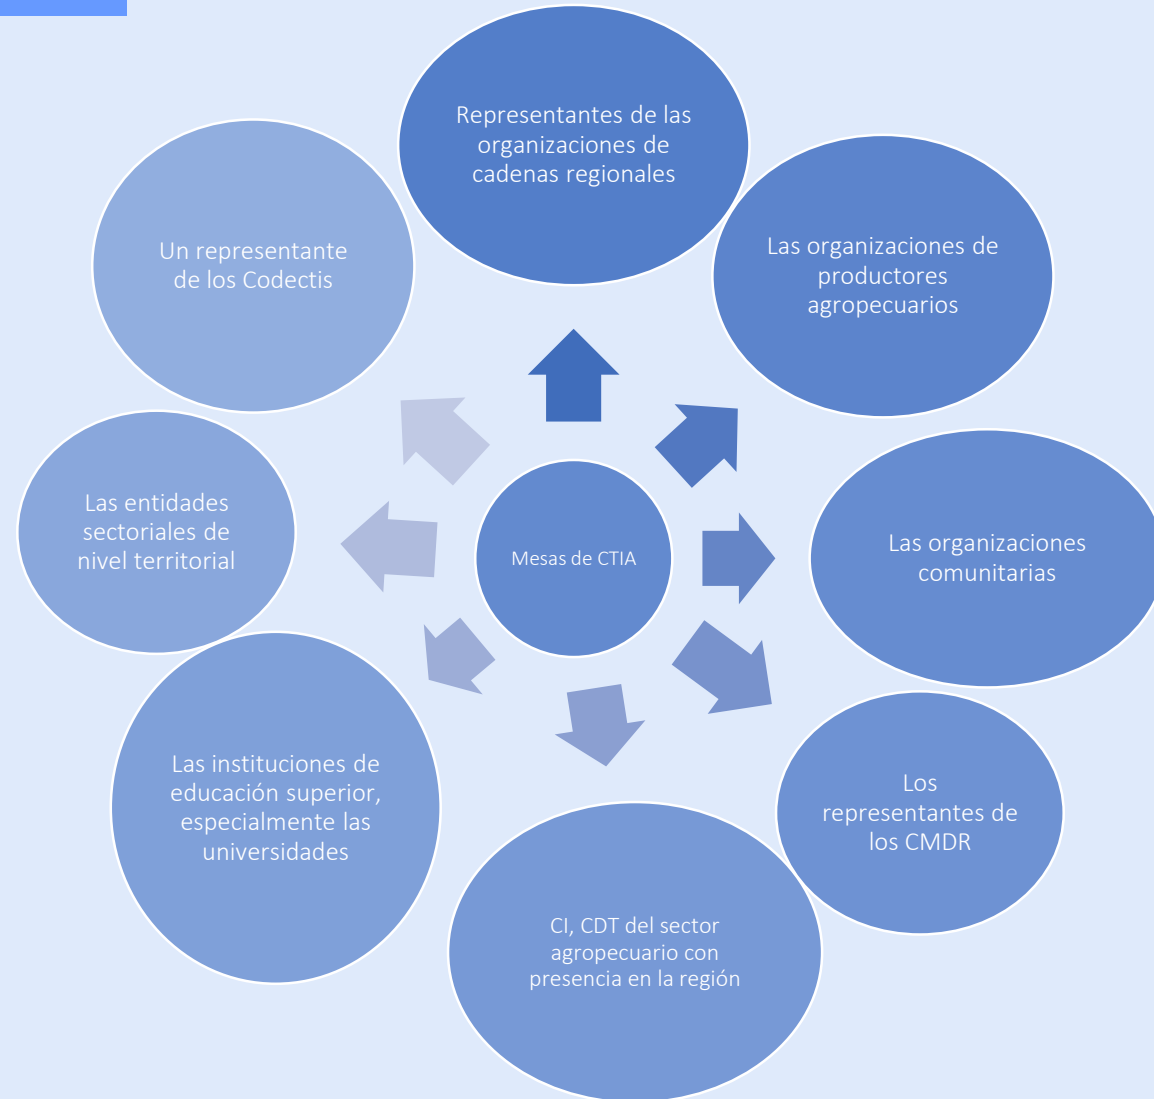 Representantes de las
organizaciones de
cadenas regionales
Las organizaciones de
productores
agropecuarios
Las organizaciones
comunitarias
Los
representantes de
los CMDR
CI, CDT del sector
agropecuario con
presencia en la región
Las instituciones de
educación superior,
especialmente las
universidades
Las entidades
sectoriales de
nivel territorial
Un representante
de los Codectis
Mesas de CTIA